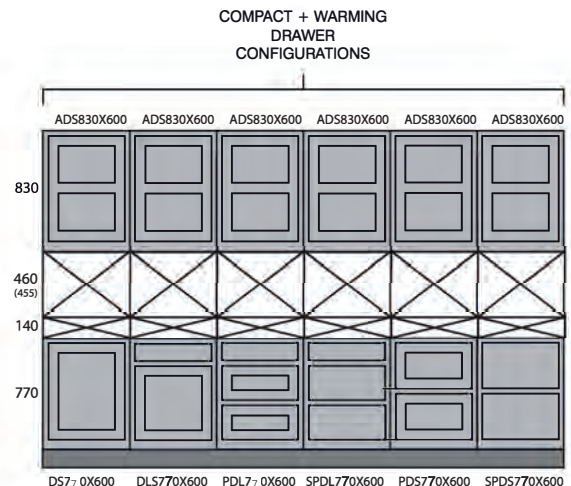 COMPACT + WARMING
DRAWER
CONFIGURATIONS
ADS830X600 ADS830X600 ADS830X600 ADS830X600 ADS830X600 ADS830X600
830
460
(455)
140
770
DS770X600 DLS770X600 PDL770X600 SPDL770X600 PDS770X600 SPDS770X600